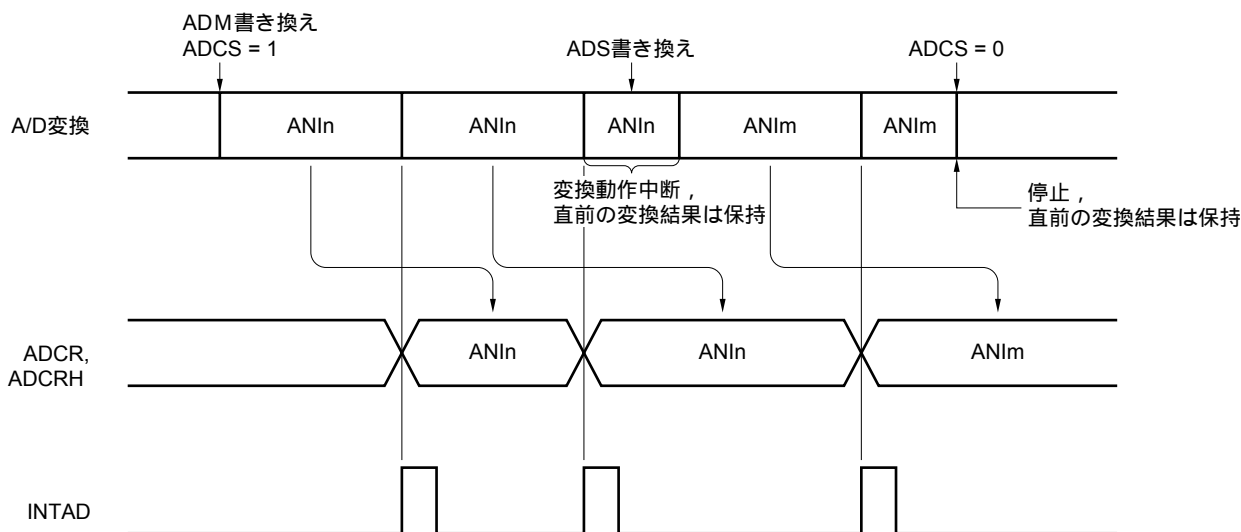 ADM書き換え
ADCS = 1
ADS書き換え
ADCS = 0
A/D変換
ANIn
ANIn
ANIn
ANIm
ANIm
変換動作中断，
直前の変換結果は保持
停止，
直前の変換結果は保持
ADCR,
ADCRH
ANIn
ANIn
ANIm
INTAD